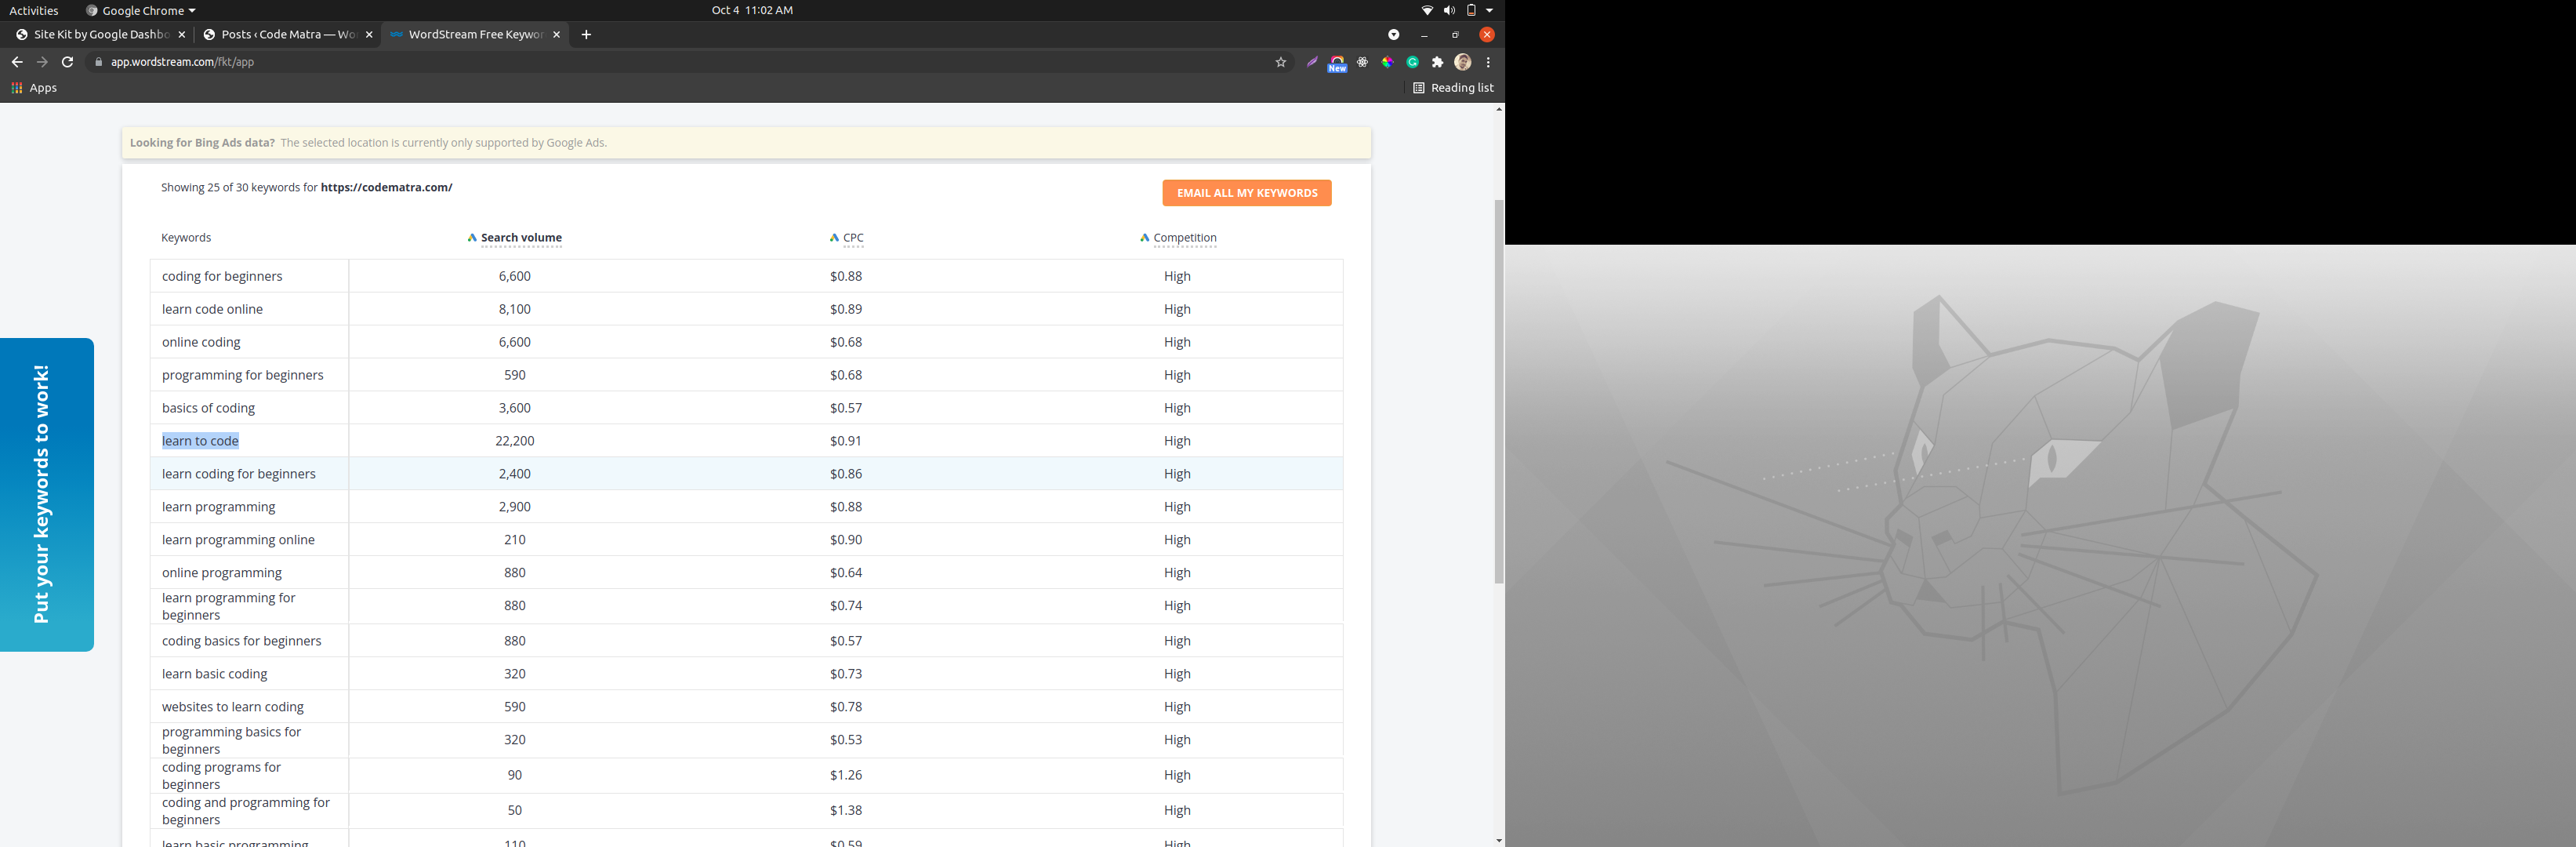 Activities Google Chrome Oct 4 11:02 AM
Site Kit by Google Dashbo Posts ‹ Code Matra — Wo WordStream Free Keywor
app.wordstream.com/fkt/app New
Apps Reading list
Looking for Bing Ads data? The selected location is currently only supported by Google Ads.
Showing 25 of 30 keywords for https://codematra.com/ EMAIL ALL MY KEYWORDS
Keywords Search volume CPC Competition
coding for beginners 6,600 $0.88 High
learn code online 8,100 $0.89 High
online coding 6,600 $0.68 High
programming for beginners 590 $0.68 High
basics of coding 3,600 $0.57 High
learn to code 22,200 $0.91 High
learn coding for beginners 2,400 $0.86 High
learn programming 2,900 $0.88 High
learn programming online 210 $0.90 High
online programming 880 $0.64 High
learn programming for
beginners 880 $0.74 High
coding basics for beginners 880 $0.57 High
learn basic coding 320 $0.73 High
websites to learn coding 590 $0.78 High
programming basics for
beginners 320 $0.53 High
coding programs for
beginners 90 $1.26 High
coding and programming for
beginners 50 $1.38 High
learn basic programming 110 $0.59 High
Put your keywords to work!